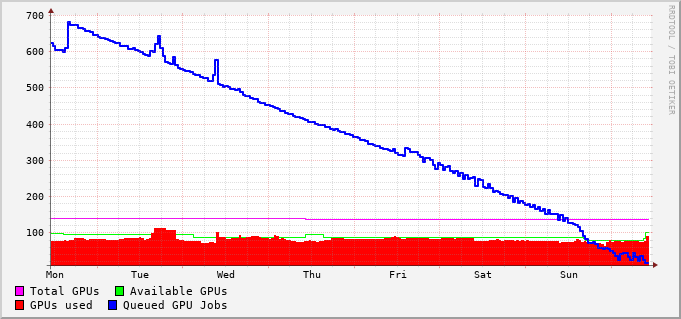 700
600
500
400
300
200
100
Mon Tue Wed Thu Fri Sat Sun
Total GPUs Available GPUs
GPUs used Queued GPU Jobs
RRDTOOL / TOBI OETIKER